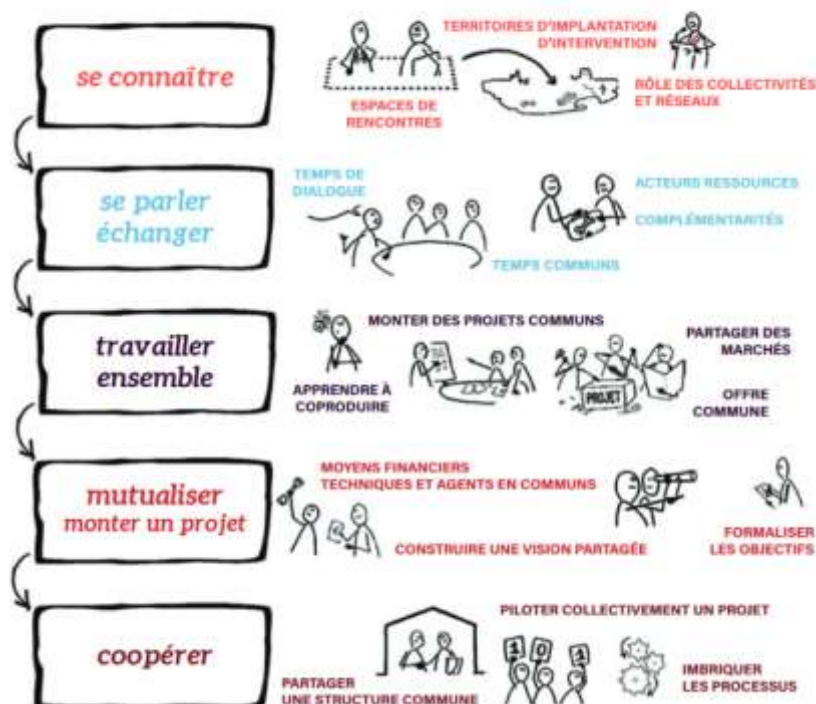 se connaître
TERRITOIRES D'IMPLANTATION
D'INTERVENTION
ESPACES DE
RENCONTRES
RÔLE DES COLLECTIVITÉS
ET RÉSEAUX
se parler
échanger
TEMPS DE
DIALOGUE
TEMPS COMMUNS
ACTEURS RESSOURCES
COMPLÉMENTARITÉS
travailler
ensemble
MONTER DES PROJETS COMMUNS
APPRENDRE À
COPRODUIRE
PROJET
PARTAGER DES
MARCHÉS
OFFRE
COMMUNE
mutualiser
monter un projet
MOYENS FINANCIERS
TECHNIQUES ET AGENTS EN COMMUNS
CONSTRUIRE UNE VISION PARTAGÉE
FORMALISER
LES OBJECTIFS
coopérer
PARTAGER
UNE STRUCTURE COMMUNE
PILOTER COLLECTIVEMENT UN PROJET
1 0 1
IMBRIQUER
LES PROCESSUS